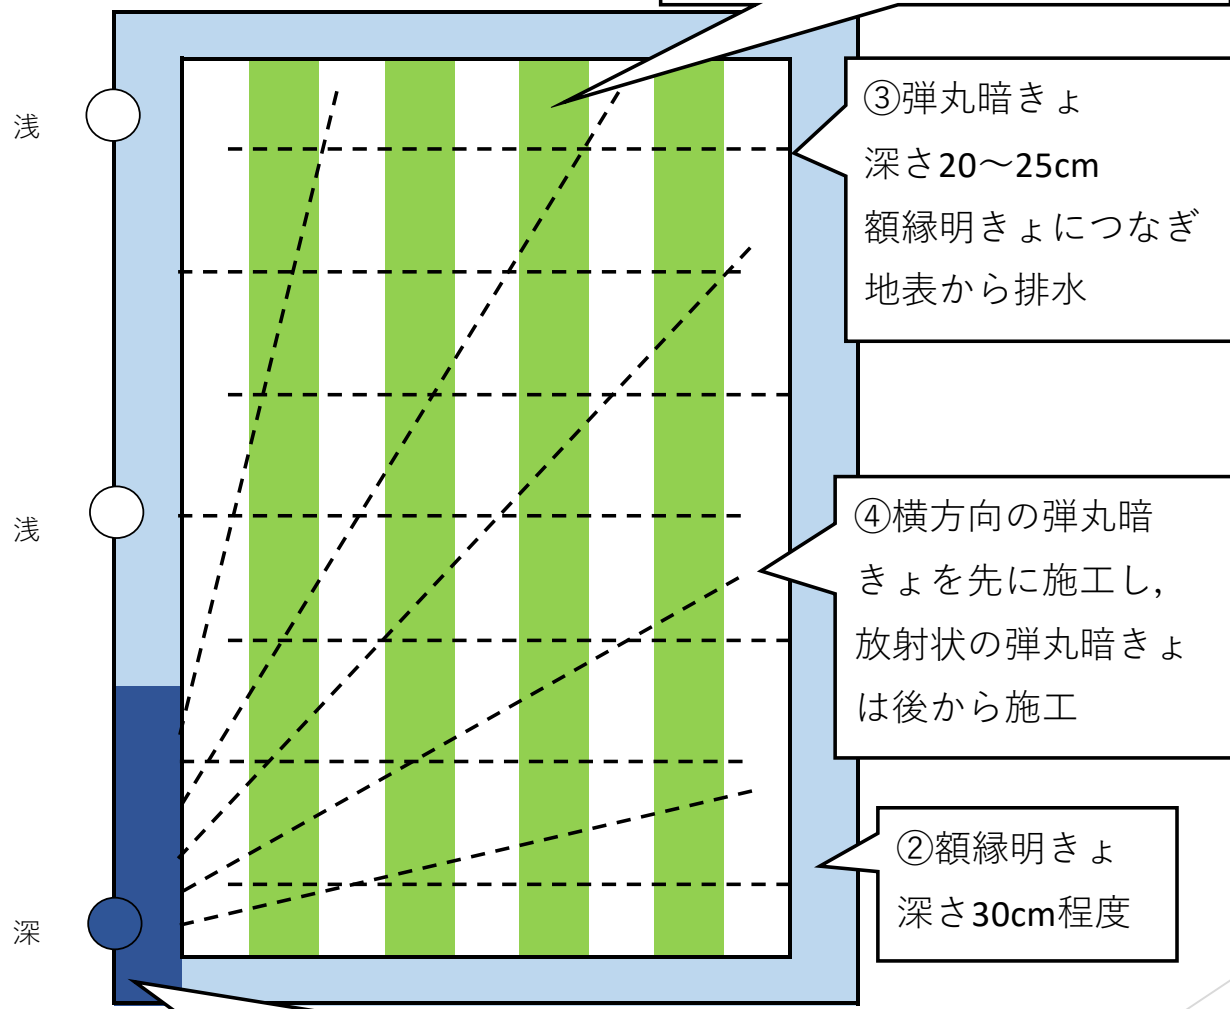 浅
③弾丸暗きょ
深さ20~25cm
額縁明きょにつなぎ
地表から排水
浅
④横方向の弾丸暗
きょを先に施工し,
放射状の弾丸暗きょ
は後から施工
②額縁明きょ
深さ30cm程度
深